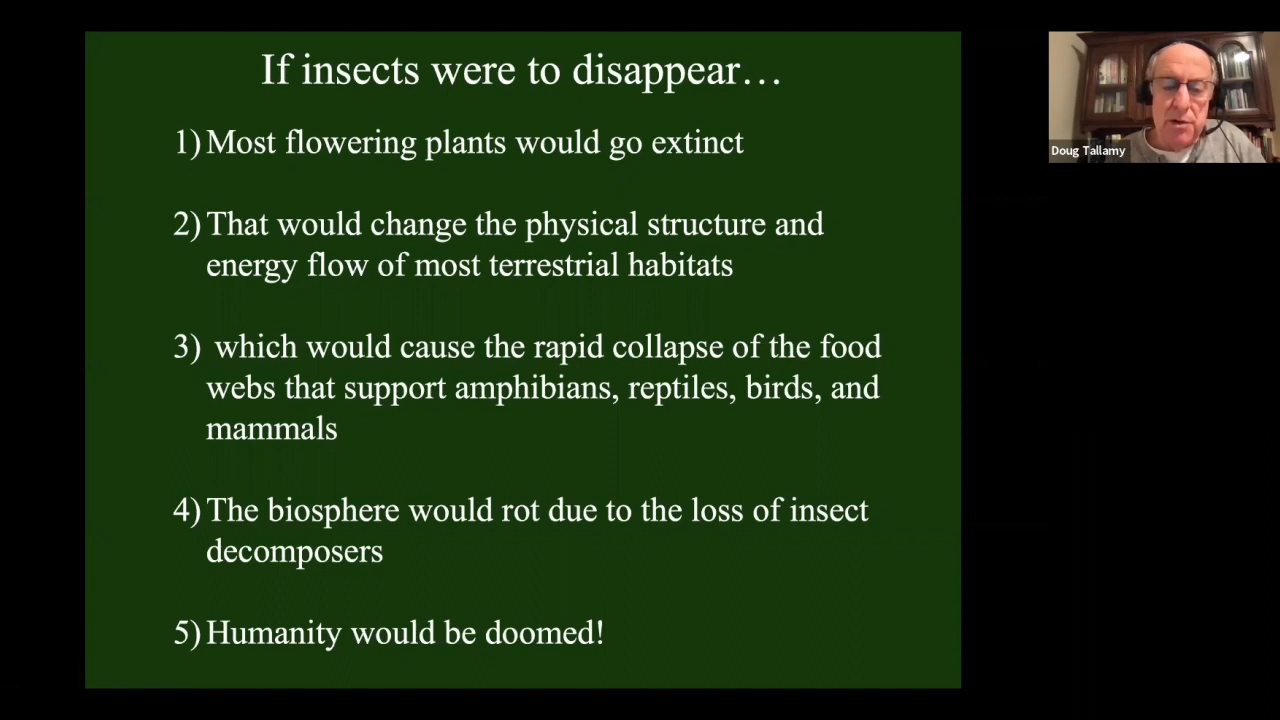 If insects were to disappear…
1) Most flowering plants would go extinct
2) That would change the physical structure and
energy flow of most terrestrial habitats
3) which would cause the rapid collapse of the food
webs that support amphibians, reptiles, birds, and
mammals
4) The biosphere would rot due to the loss of insect
decomposers
5) Humanity would be doomed!
Doug Tallamy